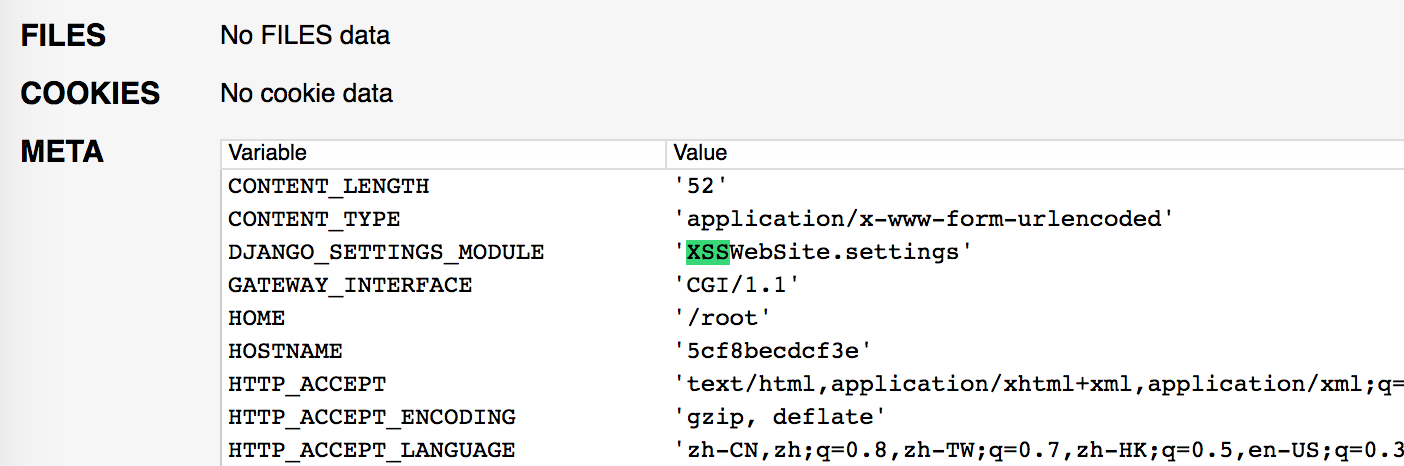 FILES No FILES data
COOKIES No cookie data
META
Variable Value
CONTENT_LENGTH '52'
CONTENT_TYPE 'application/x-www-form-urlencoded'
DJANGO_SETTINGS_MODULE 'XSSWebSite.settings'
GATEWAY_INTERFACE 'CGI/1.1'
HOME '/root'
HOSTNAME '5cf8becdcf3e'
HTTP_ACCEPT 'text/html,application/xhtml+xml,application/xml;q=
HTTP_ACCEPT_ENCODING 'gzip, deflate'
HTTP_ACCEPT_LANGUAGE 'zh-CN,zh;q=0.8,zh-TW;q=0.7,zh-HK;q=0.5,en-US;q=0.3